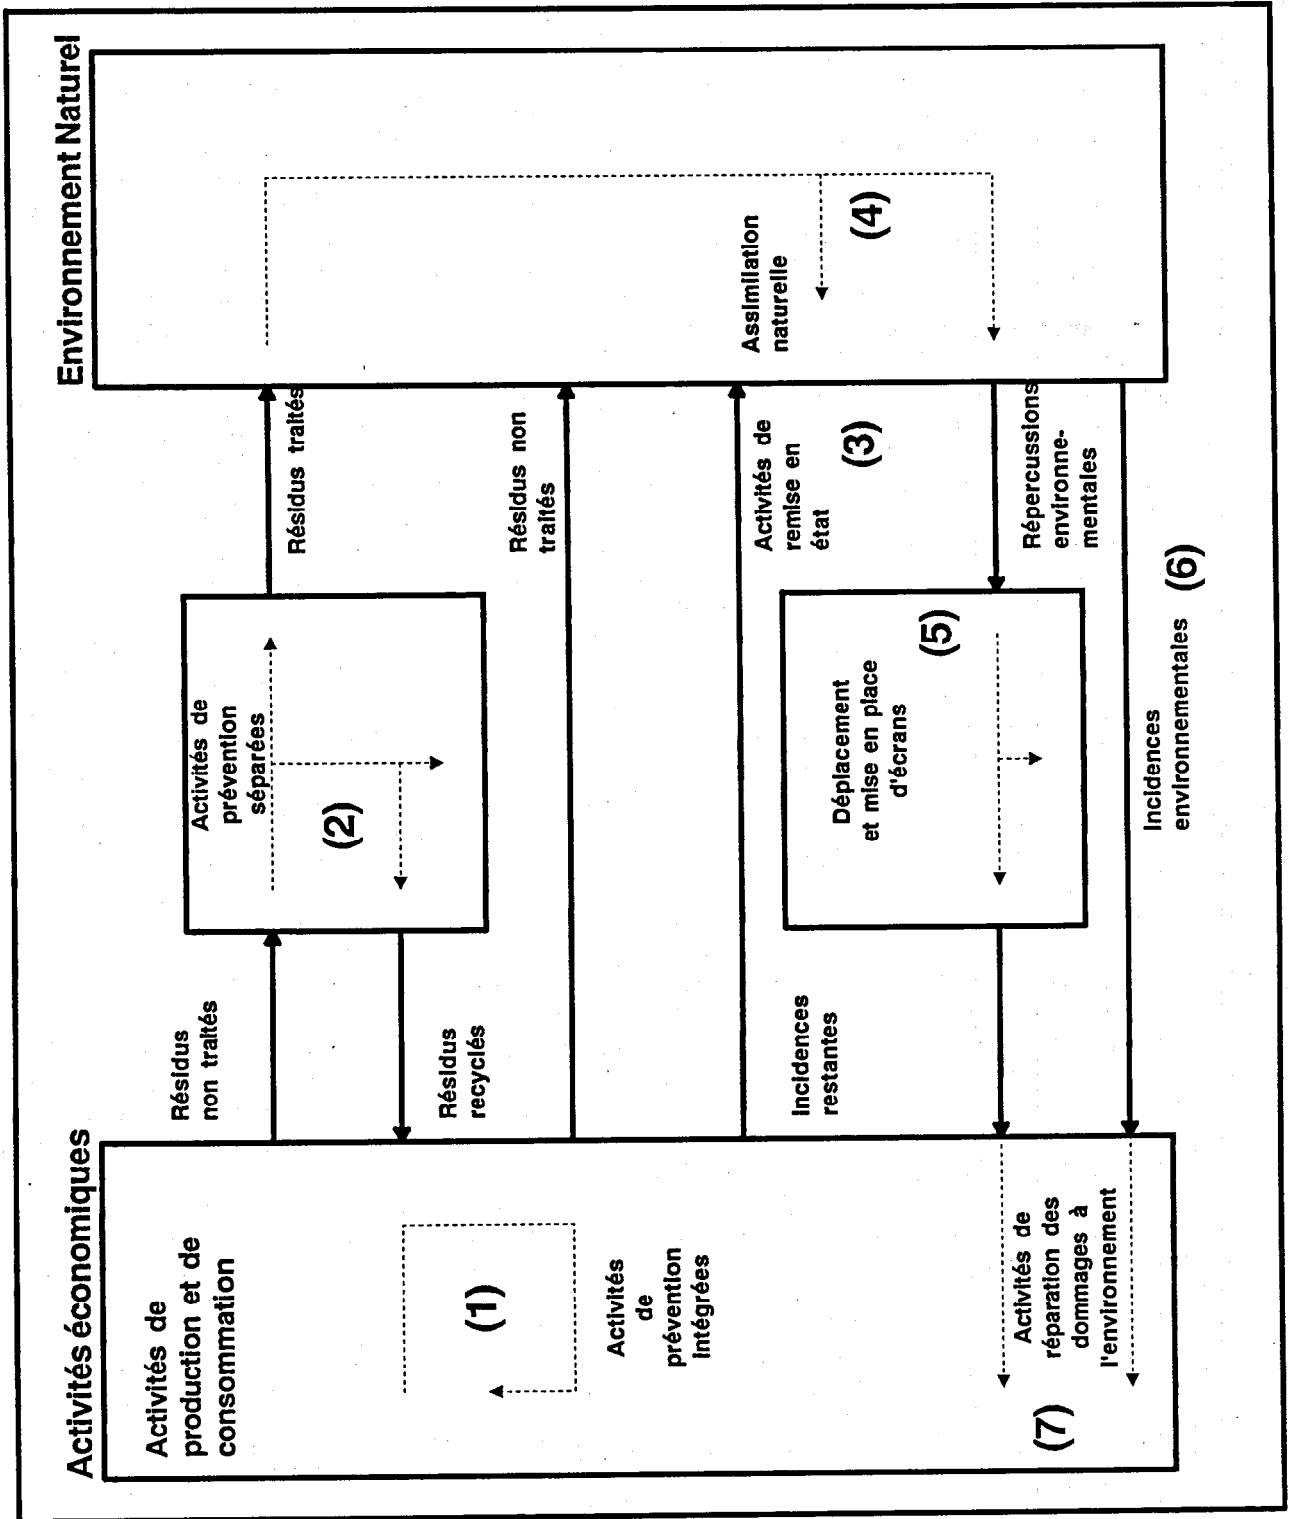 Activités économiques
Environnement Naturel
Activités de
production et de
consommation
Résidus
non traités
Activités de
prévention
séparées
(2)
Résidus traités
Résidus
recyclés
(1)
Résidus non
traités
Activités
de
prévention
Intégrées
Assimilation
naturelle
(4)
Activités de
remise en
état
(3)
Incidences
restantes
Déplacement
et mise en place
d'écrans
(5)
Répercussions
environne-
mentales
Activités de
réparation des
dommages à
l'environnement
(7)
Incidences
environnementales
(6)